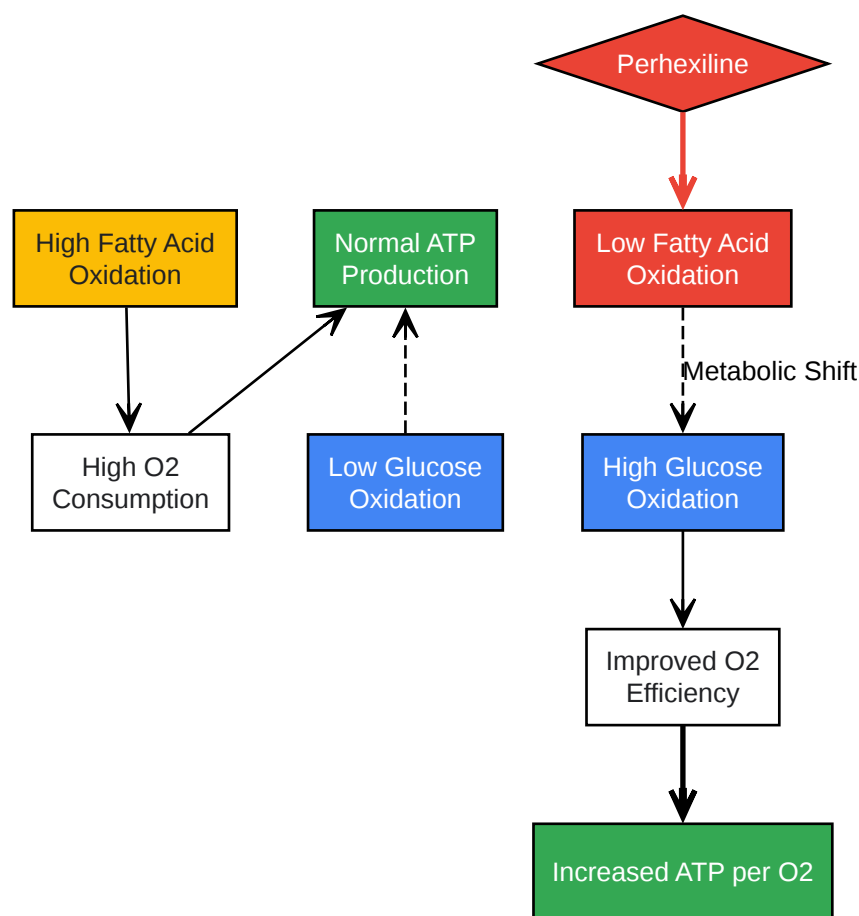 Perhexiline
High Fatty Acid
Oxidation
Normal ATP
Production
Low Fatty Acid
Oxidation
Metabolic Shift
High O2
Consumption
Low Glucose
Oxidation
High Glucose
Oxidation
Improved O2
Efficiency
Increased ATP per O2